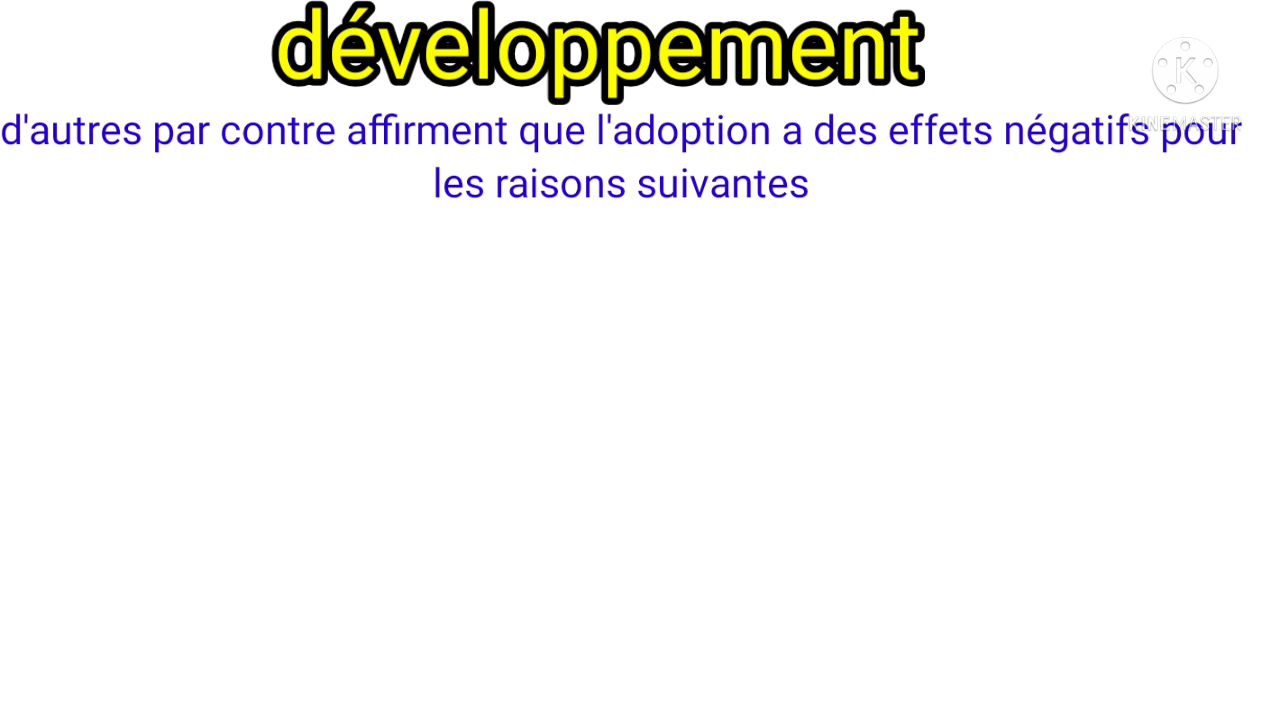 développement
d'autres par contre affirment que l'adoption a des effets négatifs pour
les raisons suivantes
K
KINEMASTER